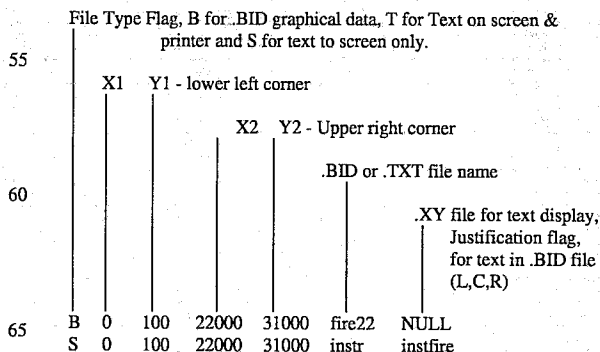 File Type Flag, B for .BID graphical data, T for Text on screen &
printer and S for text to screen only.
55
X1 Y1 - lower left corner
X2 Y2 - Upper right corner
.BID or .TXT file name
60
.XY file for text display,
Justification flag,
for text in .BID file
(L,C,R)
B 0 100 22000 31000 fire22 NULL
65
S 0 100 22000 31000 instr instfire